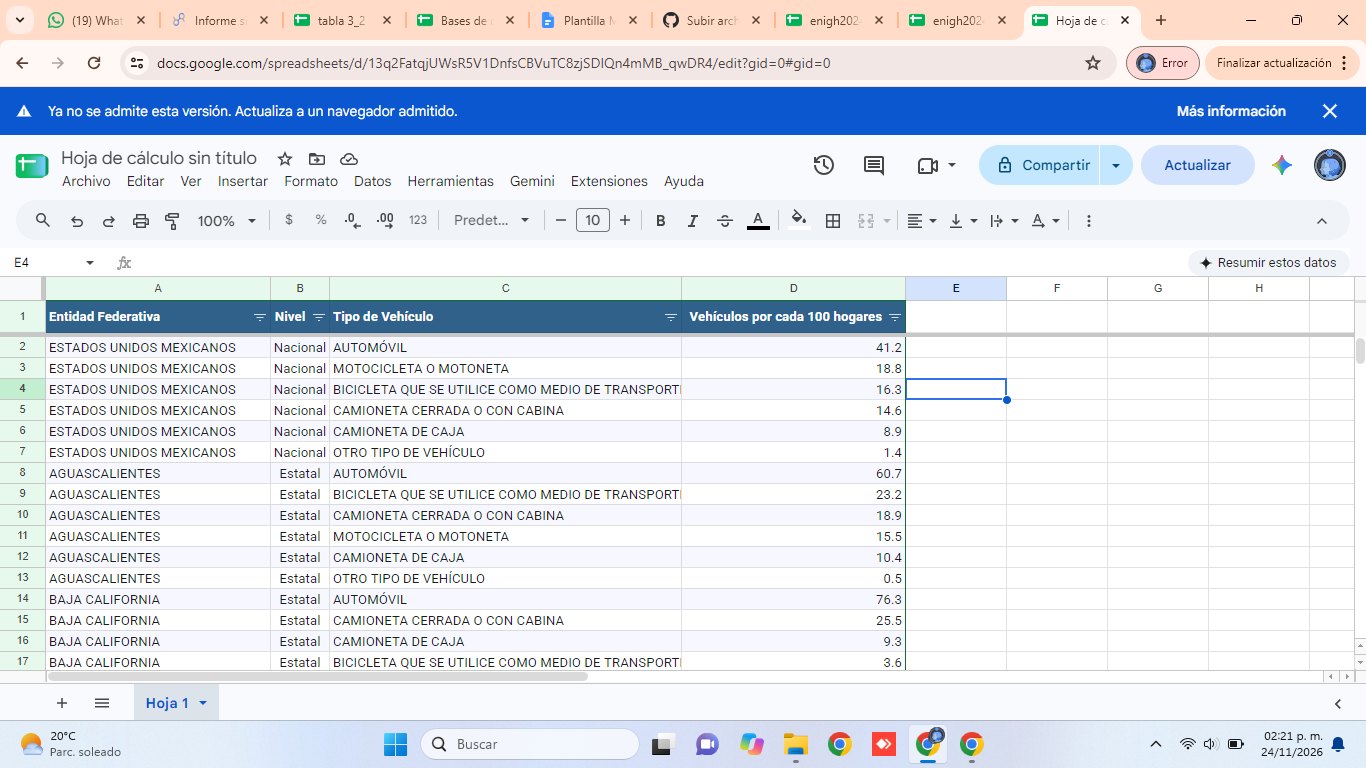 (19) What
Informe si
tabla 3_2
Bases de
Plantilla M
Subir arch
enigh202
enigh202
Hoja de c
docs.google.com/spreadsheets/d/13q2FatqjUWsR5V1DnfsCBVuTC8zjSDIQn4mMB_qwDR4/edit?gid=0#gid=0
Error
Finalizar actualización
Ya no se admite esta versión. Actualiza a un navegador admitido.
Más información
Hoja de cálculo sin título
Archivo Editar Ver Insertar Formato Datos Herramientas Gemini Extensiones Ayuda
Compartir
Actualizar
100% $ % .0 .00 123 Predet... 10 B I S A
E4 fx
Resumir estos datos
A B C D E F G H
1 Entidad Federativa Nivel Tipo de Vehículo Vehículos por cada 100 hogares
2 ESTADOS UNIDOS MEXICANOS Nacional AUTOMÓVIL 41.2
3 ESTADOS UNIDOS MEXICANOS Nacional MOTOCICLETA O MOTONETA 18.8
4 ESTADOS UNIDOS MEXICANOS Nacional BICICLETA QUE SE UTILICE COMO MEDIO DE TRANSPORT 16.3
5 ESTADOS UNIDOS MEXICANOS Nacional CAMIONETA CERRADA O CON CABINA 14.6
6 ESTADOS UNIDOS MEXICANOS Nacional CAMIONETA DE CAJA 8.9
7 ESTADOS UNIDOS MEXICANOS Nacional OTRO TIPO DE VEHÍCULO 1.4
8 AGUASCALIENTES Estatal AUTOMÓVIL 60.7
9 AGUASCALIENTES Estatal BICICLETA QUE SE UTILICE COMO MEDIO DE TRANSPORT 23.2
10 AGUASCALIENTES Estatal CAMIONETA CERRADA O CON CABINA 18.9
11 AGUASCALIENTES Estatal MOTOCICLETA O MOTONETA 15.5
12 AGUASCALIENTES Estatal CAMIONETA DE CAJA 10.4
13 AGUASCALIENTES Estatal OTRO TIPO DE VEHÍCULO 0.5
14 BAJA CALIFORNIA Estatal AUTOMÓVIL 76.3
15 BAJA CALIFORNIA Estatal CAMIONETA CERRADA O CON CABINA 25.5
16 BAJA CALIFORNIA Estatal CAMIONETA DE CAJA 9.3
17 BAJA CALIFORNIA Estatal BICICLETA QUE SE UTILICE COMO MEDIO DE TRANSPORT 3.6
Hoja 1
20°C
Parc. soleado
Buscar
02:21 p. m.
24/11/2026